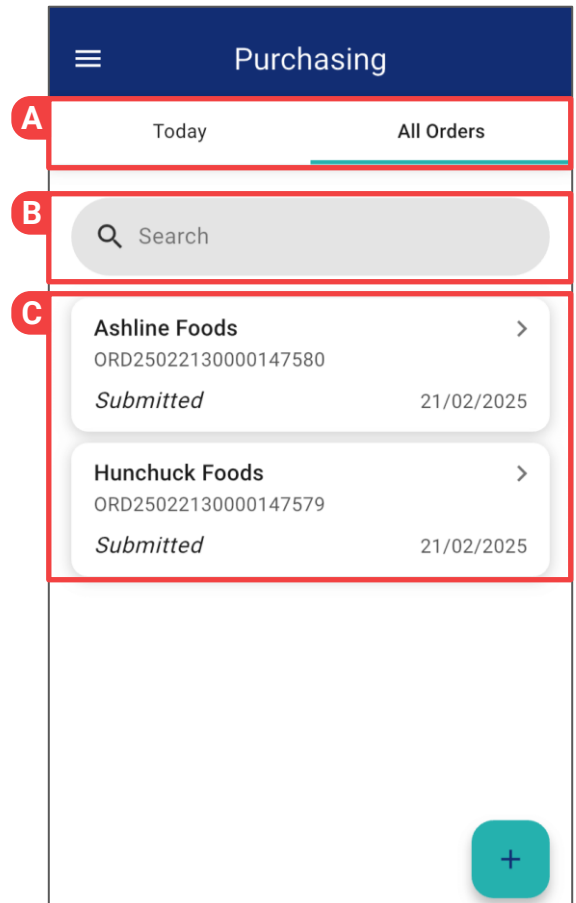 Purchasing
A
Today
All Orders
B
Search
C
Ashline Foods
ORD25022130000147580
Submitted
21/02/2025
Hunchuck Foods
ORD25022130000147579
Submitted
21/02/2025
+